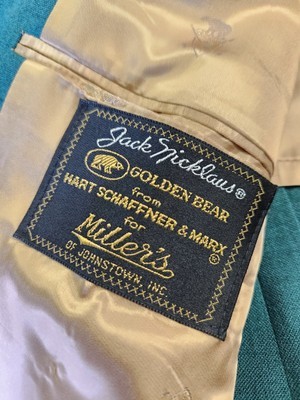 Jack Nicklaus®
GOLDEN BEAR
from
HART SCHAFFNER & MARX®
for
Miller's
OF JOHNSTOWN, INC